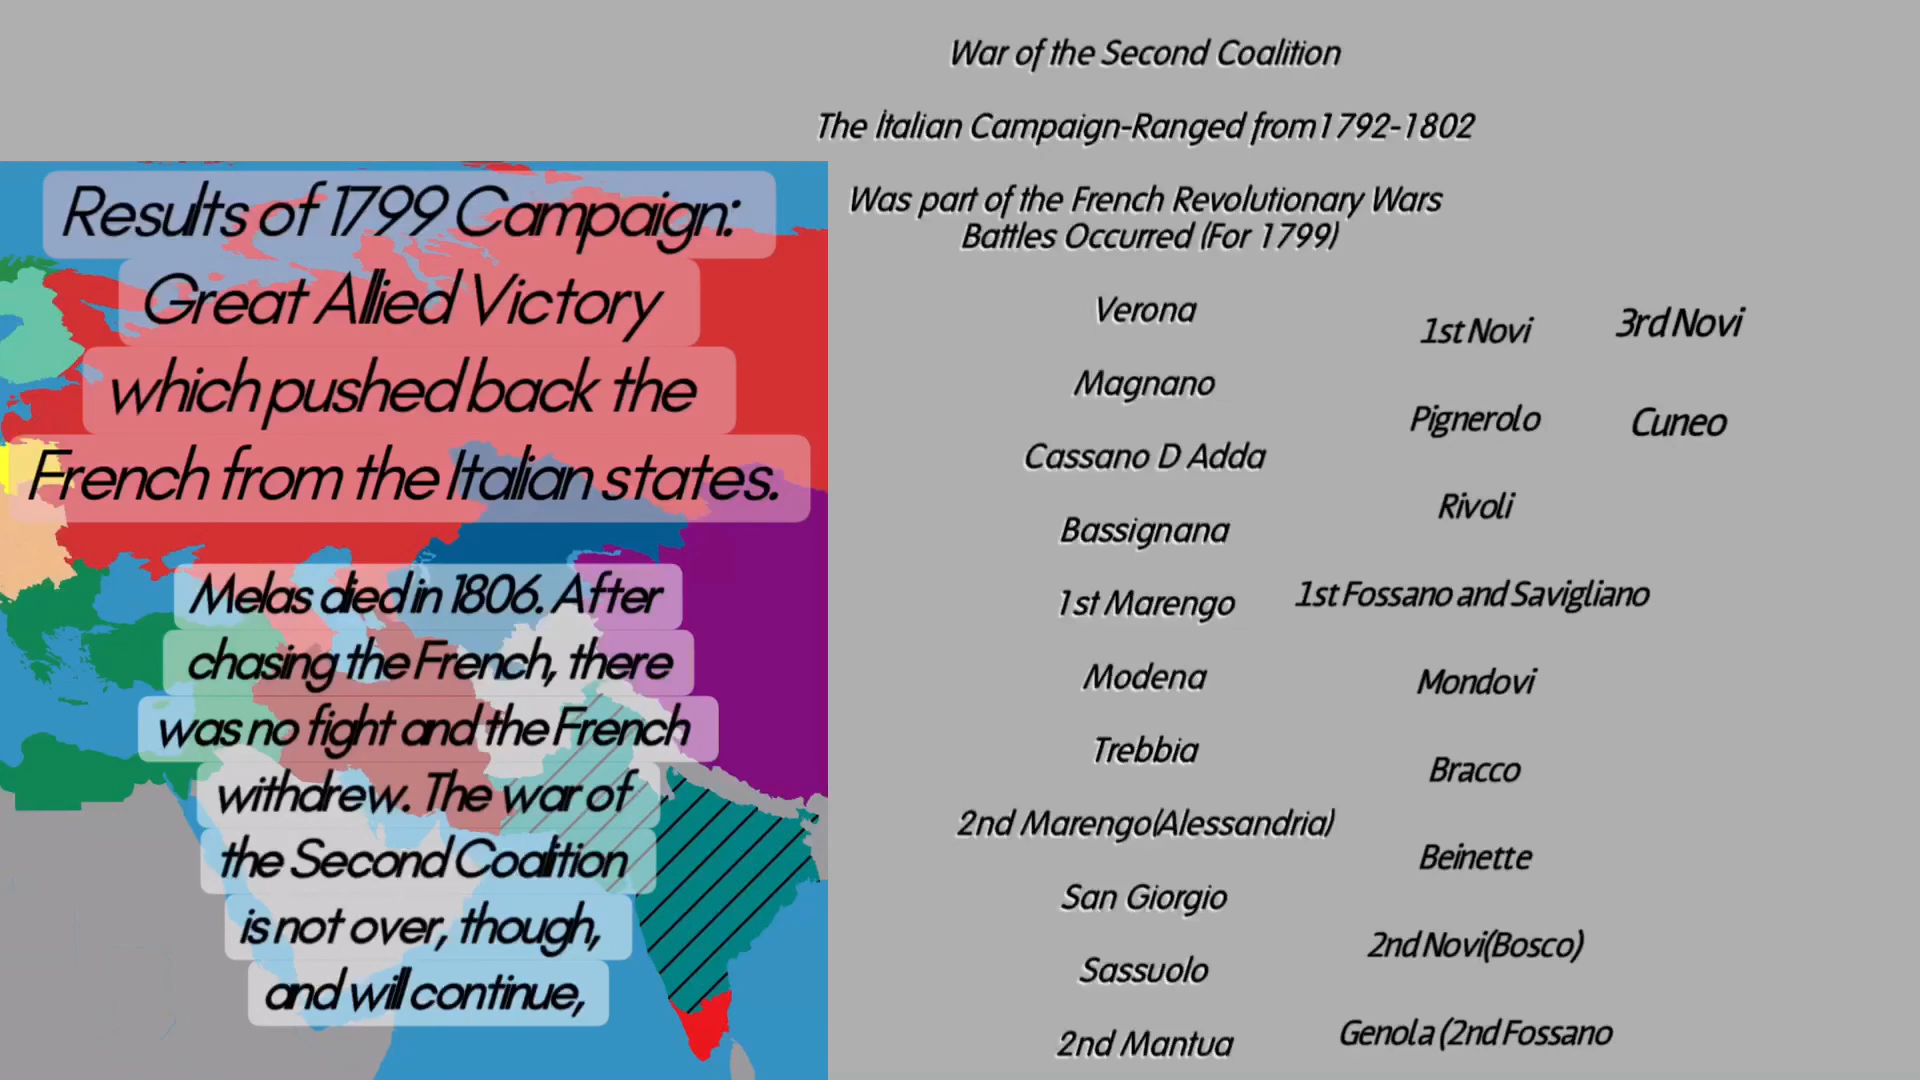 War of the Second Coalition
The Italian Campaign-Ranged from1792-1802
Was part of the French Revolutionary Wars
Battles Occurred (For 1799)
Results of 1799 Campaign:
Great Allied Victory
which pushed back the
French from the Italian states.
Melas died in 1806. After
chasing the French, there
was no fight and the French
withdrew. The war of
the Second Coalition
is not over, though,
and will continue,
Verona
Magnano
Cassano D Adda
Bassignana
1st Marengo
Modena
Trebbia
2nd Marengo(Alessandria)
San Giorgio
Sassuolo
2nd Mantua
1st Novi
Pignerolo
Rivoli
1st Fossano and Savigliano
Mondovi
Bracco
Beinette
2nd Novi(Bosco)
Genola (2nd Fossano
3rd Novi
Cuneo